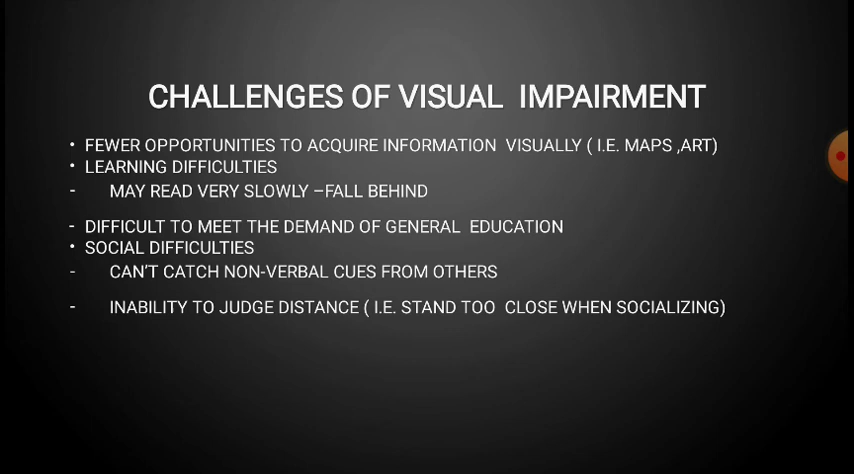 CHALLENGES OF VISUAL IMPAIRMENT
• FEWER OPPORTUNITIES TO ACQUIRE INFORMATION VISUALLY ( I.E. MAPS ,ART)
• LEARNING DIFFICULTIES
- MAY READ VERY SLOWLY –FALL BEHIND
- DIFFICULT TO MEET THE DEMAND OF GENERAL EDUCATION
• SOCIAL DIFFICULTIES
- CAN'T CATCH NON-VERBAL CUES FROM OTHERS
- INABILITY TO JUDGE DISTANCE ( I.E. STAND TOO CLOSE WHEN SOCIALIZING)